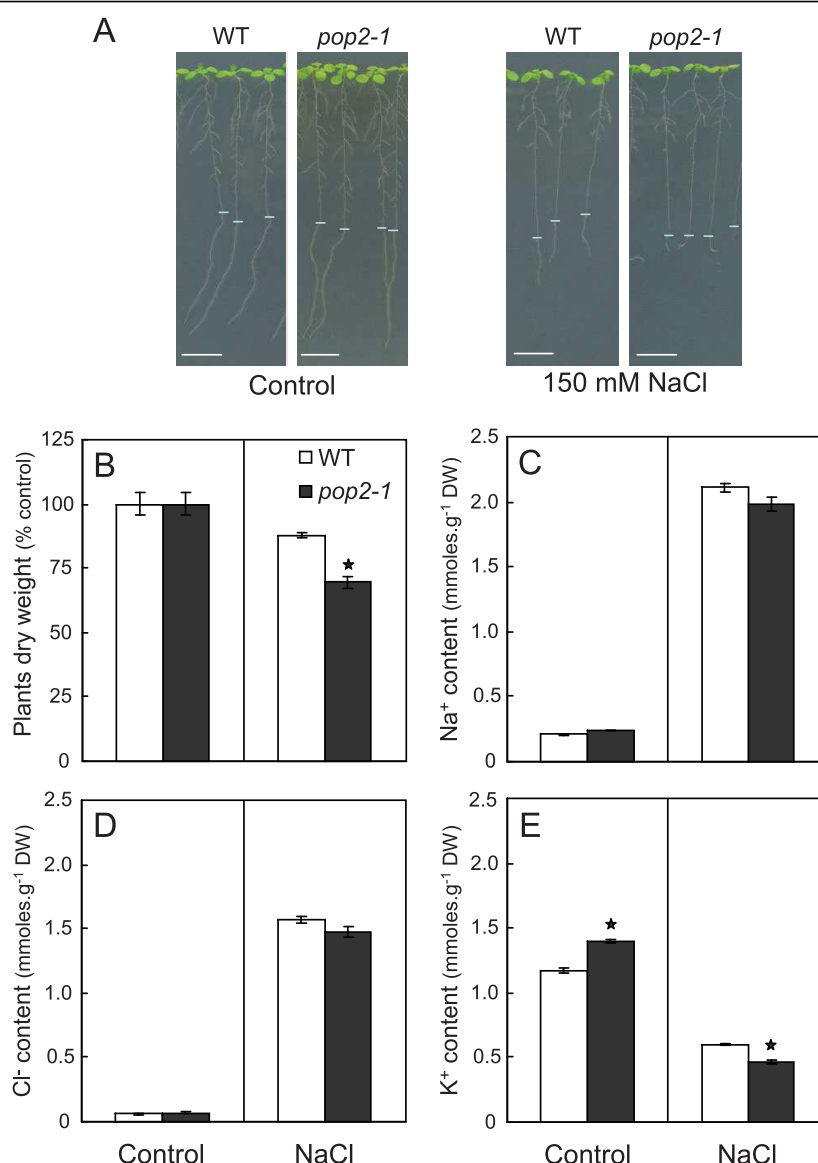 A
WT
pop2-1
WT
pop2-1
Control
150 mM NaCl
B
WT
pop2-1
Plants dry weight (% control)
125
100
75
50
25
0
C
Na⁺ content (mmoles.g⁻¹ DW)
2.5
2.0
1.5
1.0
0.5
0
D
Cl⁻ content (mmoles.g⁻¹ DW)
2.5
2.0
1.5
1.0
0.5
0
Control
NaCl
E
K⁺ content (mmoles.g⁻¹ DW)
2.5
2.0
1.5
1.0
0.5
0
Control
NaCl